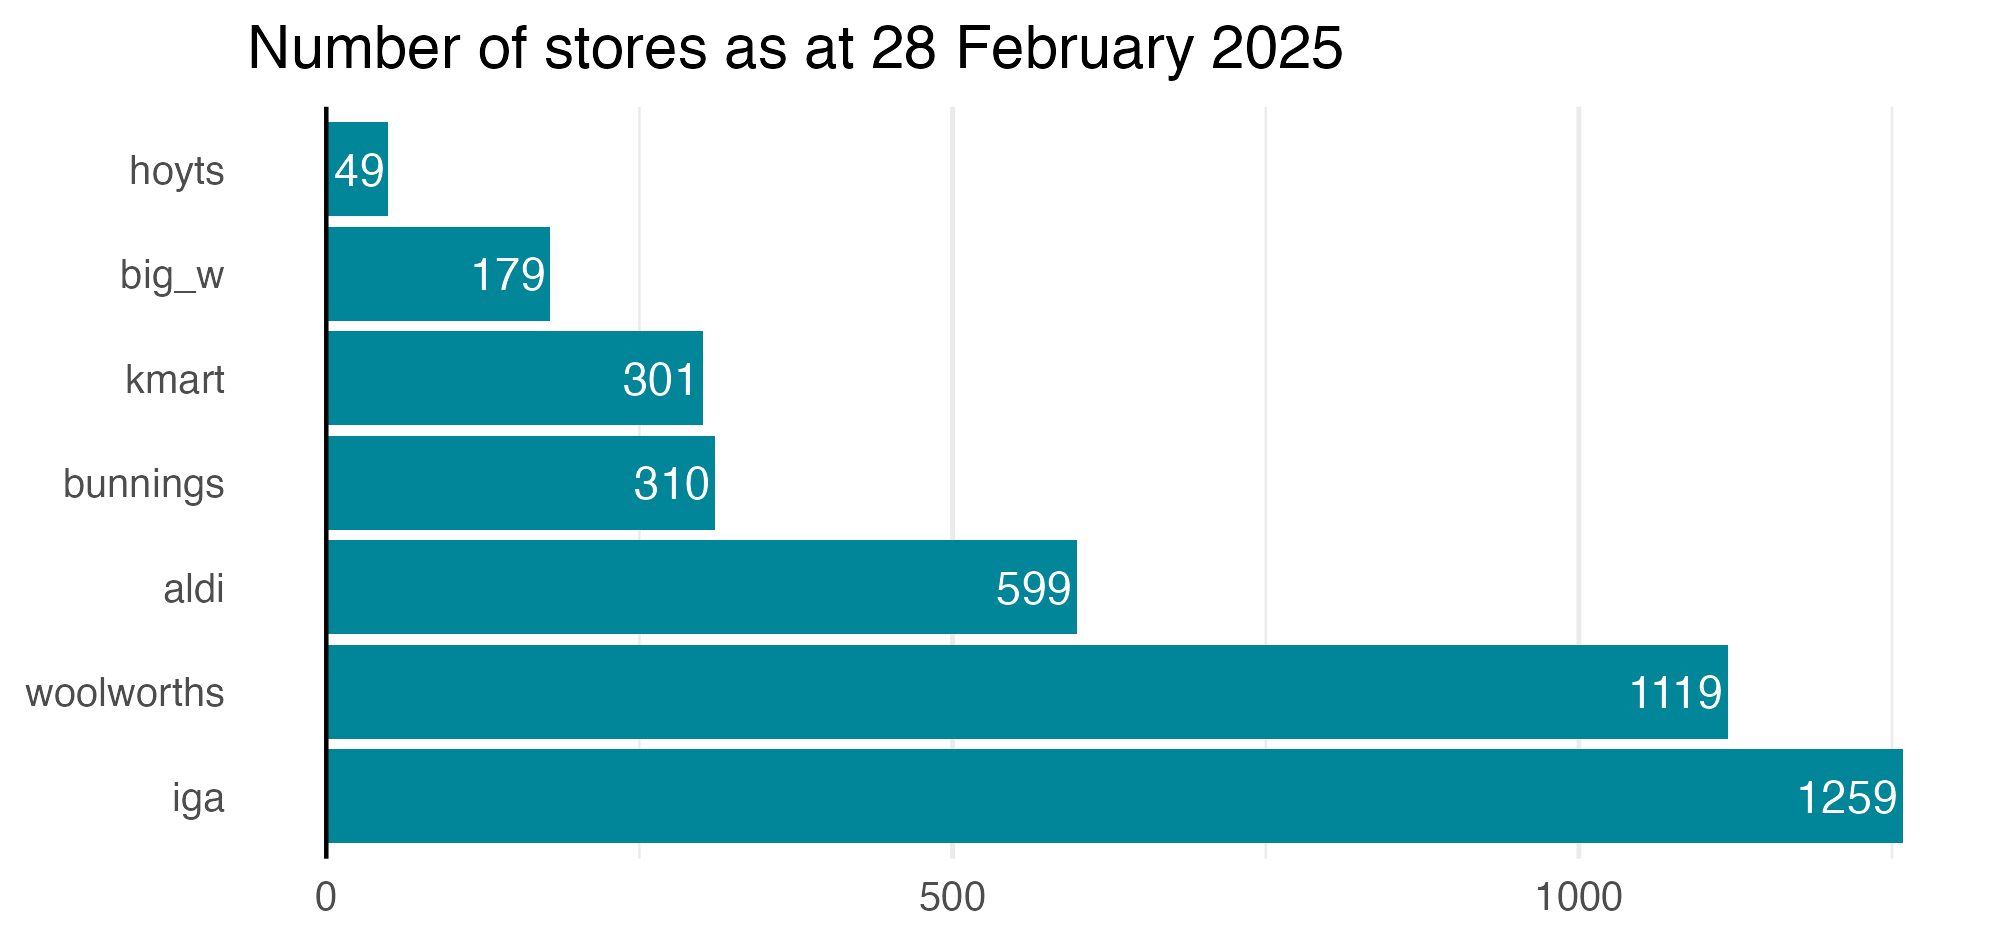 Number of stores as at 28 February 2025
hoyts 49
big_w 179
kmart 301
bunnings 310
aldi 599
woolworths 1119
iga 1259
0 500 1000